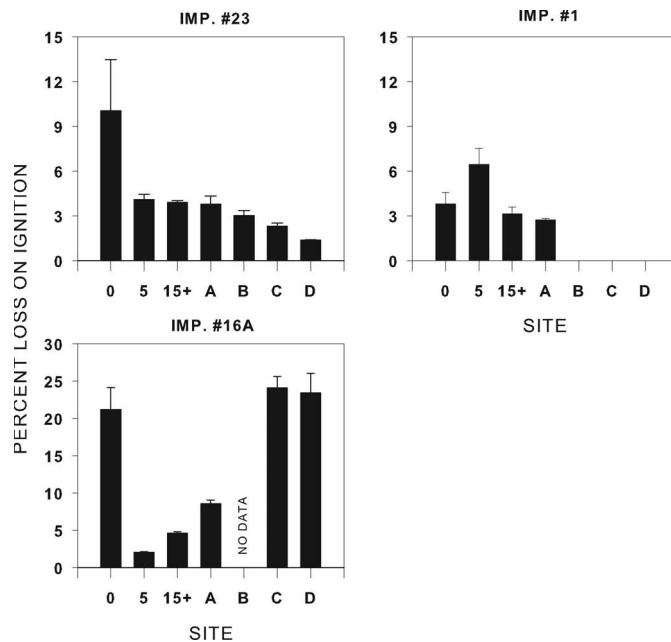 IMP. #23
15
12
9
6
3
0
0 5 15+ A B C D
IMP. #1
15
12
9
6
3
0
0 5 15+ A B C D
SITE
PERCENT LOSS ON IGNITION
IMP. #16A
30
25
20
15
10
5
0
NO DATA
0 5 15+ A B C D
SITE